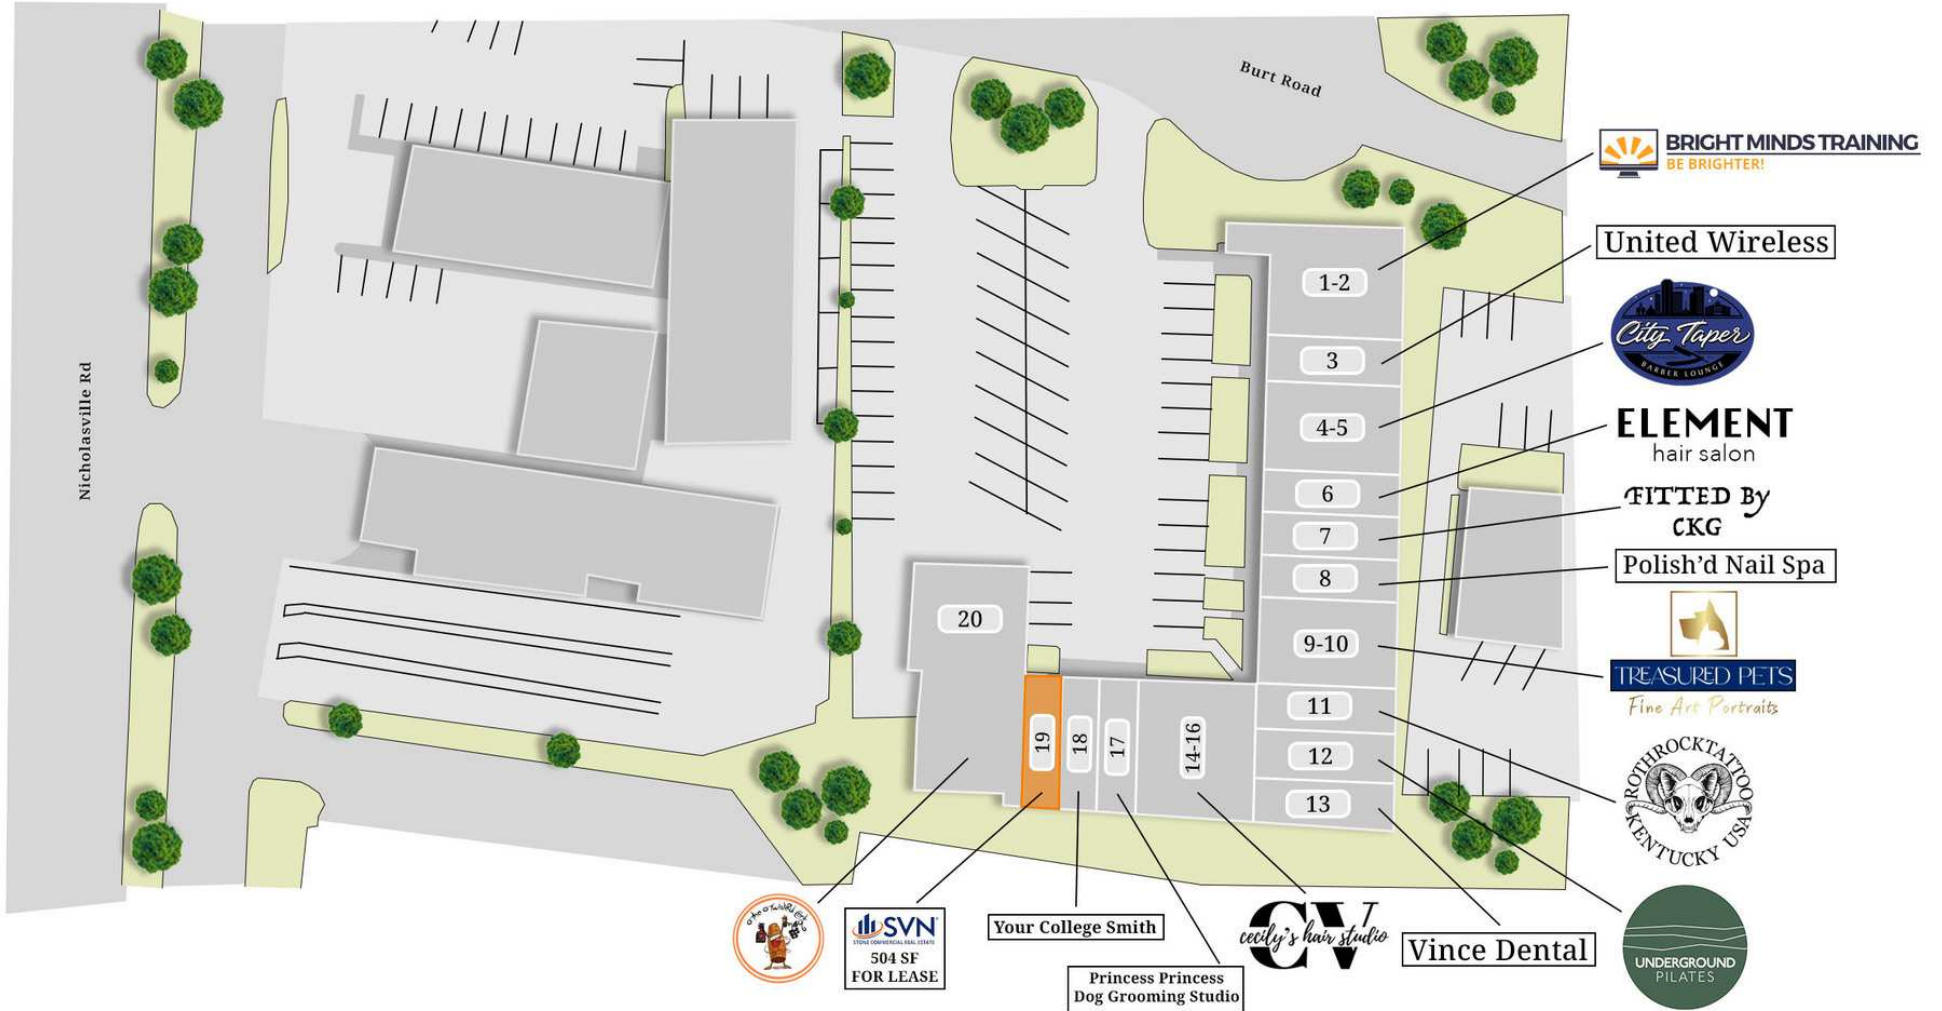 Burt Road
Nicholasville Rd
BRIGHT MINDS TRAINING
BE BRIGHTER!
United Wireless
City Taper
BARBER LOUNGE
ELEMENT
hair salon
FITTED By
CKG
Polish'd Nail Spa
TREASURED PETS
Fine Art Portraits
ROTHROCKTATTOO
KENTUCKY USA
UNDERGROUND
PILATES
Vince Dental
CV
cecily's hair studio
Princess Princess
Dog Grooming Studio
Your College Smith
SVN
STONE COMMERCIAL REAL ESTATE
504 SF
FOR LEASE
1-2
3
4-5
6
7
8
9-10
11
12
13
14-16
17
18
19
20